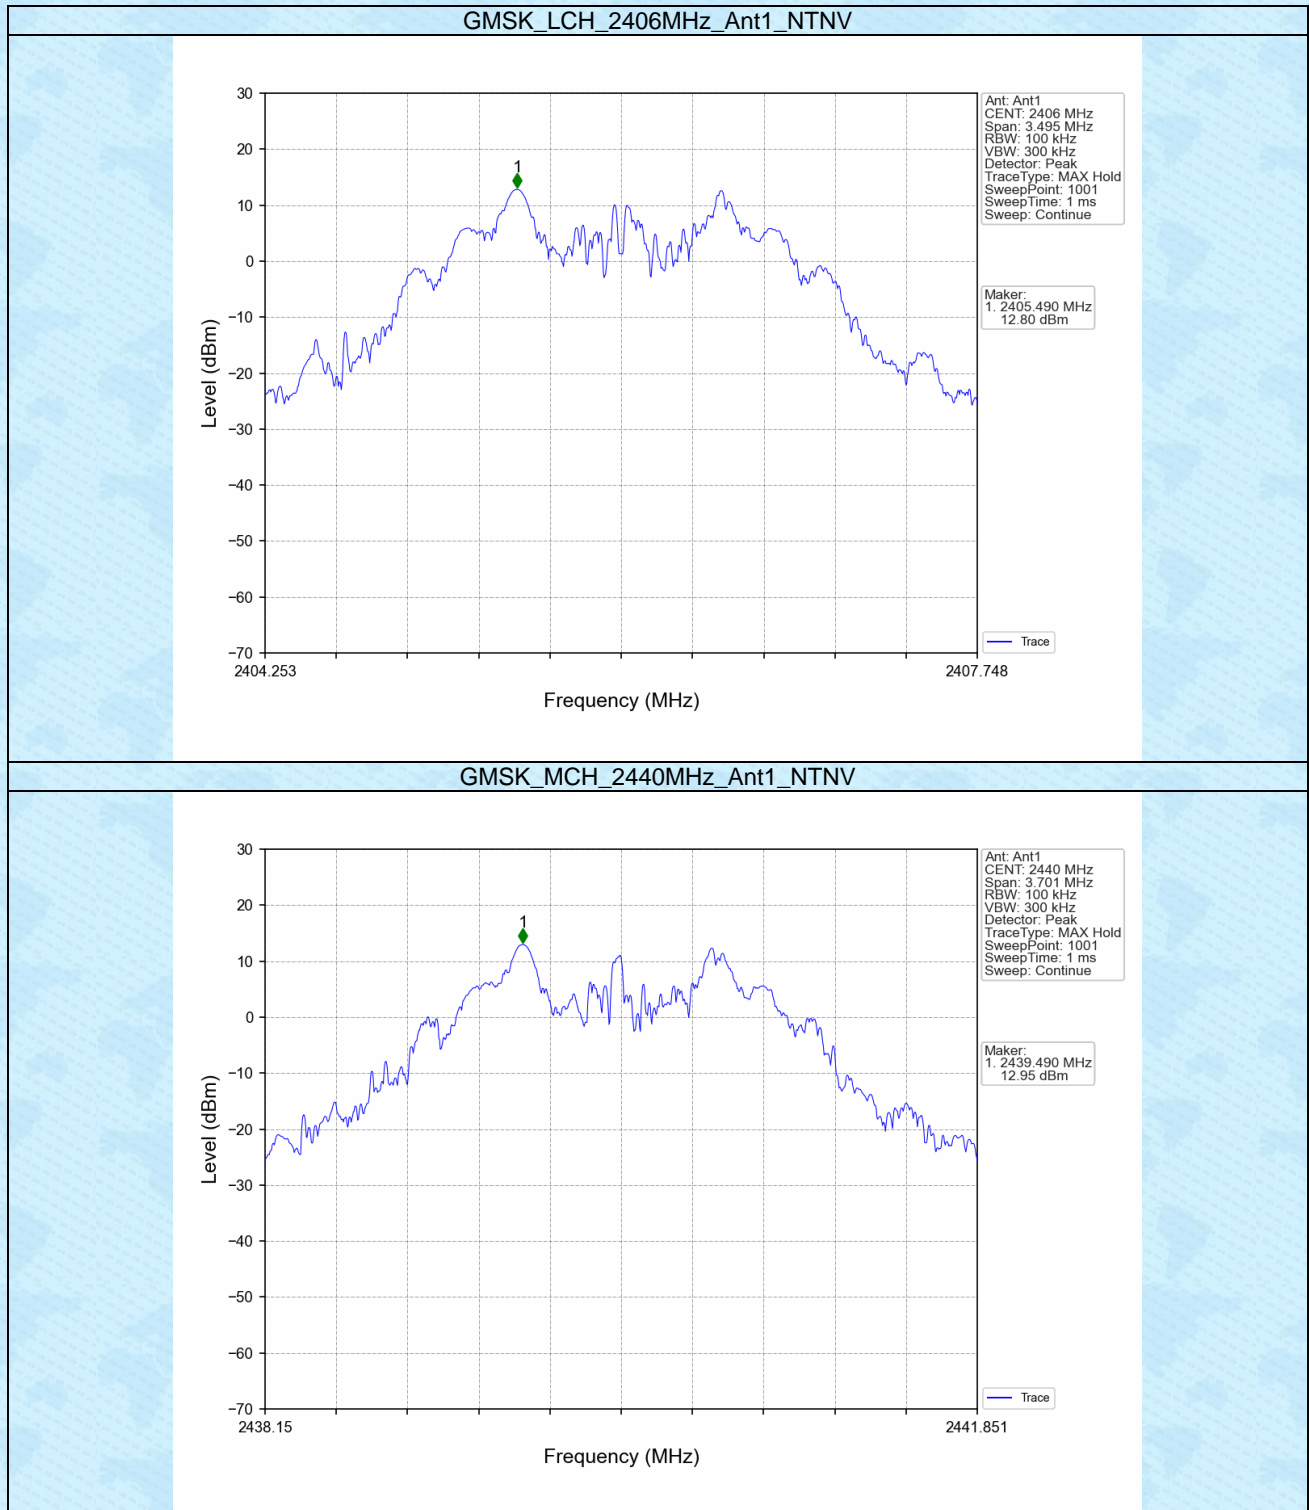 GMSK_LCH_2406MHz_Ant1_NTNV
30
20
10
0
−10
−20
−30
−40
−50
−60
−70
Level (dBm)
1
2404.253
2407.748
Frequency (MHz)
Ant: Ant1
CENT: 2406 MHz
Span: 3.495 MHz
RBW: 100 kHz
VBW: 300 kHz
Detector: Peak
TraceType: MAX Hold
SweepPoint: 1001
SweepTime: 1 ms
Sweep: Continue
Maker:
1. 2405.490 MHz
12.80 dBm
Trace
GMSK_MCH_2440MHz_Ant1_NTNV
30
20
10
0
−10
−20
−30
−40
−50
−60
−70
Level (dBm)
1
2438.15
2441.851
Frequency (MHz)
Ant: Ant1
CENT: 2440 MHz
Span: 3.701 MHz
RBW: 100 kHz
VBW: 300 kHz
Detector: Peak
TraceType: MAX Hold
SweepPoint: 1001
SweepTime: 1 ms
Sweep: Continue
Maker:
1. 2439.490 MHz
12.95 dBm
Trace